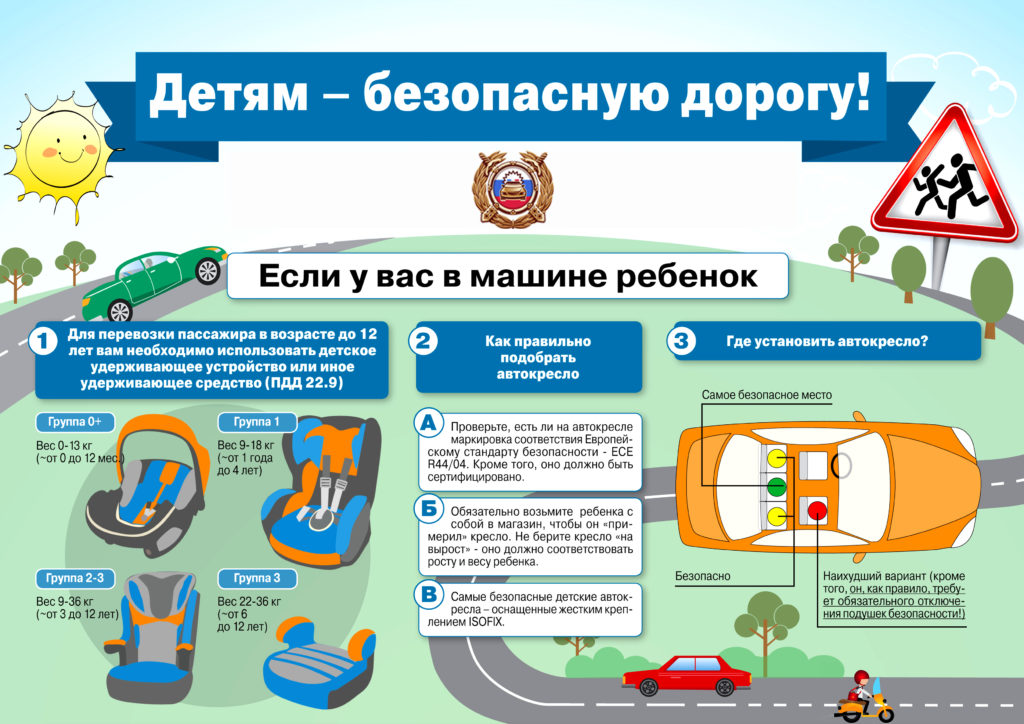 Детям – безопасную дорогу!
Если у вас в машине ребенок
1
Для перевозки пассажира в возрасте до 12
лет вам необходимо использовать детское
удерживающее устройство или иное
удерживающее средство (ПДД 22.9)
Группа 0+
Вес 0-13 кг
(~от 0 до 12 мес.)
Группа 1
Вес 9-18 кг
(~от 1 года
до 4 лет)
Группа 2-3
Вес 9-36 кг
(~от 3 до 12 лет)
Группа 3
Вес 22-36 кг
(~от 6
до 12 лет)
2
Как правильно
подобрать
автокресло
А
Проверьте, есть ли на автокресле
маркировка соответствия Европей-
скому стандарту безопасности - ECE
R44/04. Кроме того, оно должно быть
сертифицировано.
Б
Обязательно возьмите ребенка с
собой в магазин, чтобы он «при-
мерил» кресло. Не берите кресло «на
вырост» - оно должно соответствовать
росту и весу ребенка.
В
Самые безопасные детские авток-
ресла – оснащенные жестким креп-
лением ISOFIX.
3
Где установить автокресло?
Самое безопасное место
Безопасно
Наихудший вариант (кроме
того, он, как правило, требу-
ет обязательного отключе-
ния подушек безопасности!)